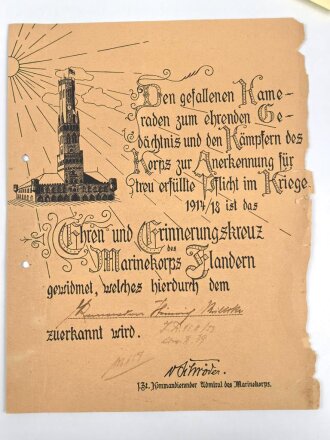 Den gefallenen Kame-
raden zum ehrenden Ge-
dächtnis und den Kämpfern des
Korps zur Anerkennung für
treu erfüllte Pflicht im Kriege
1914/18 ist das
Ehren und Erinnerungskreuz
des
Marinekorps Flandern
gewidmet, welches hierdurch dem
Heinrich
zuerkannt wird.
v Schröder
z. Zt. Kommandierender Admiral des Marinekorps.